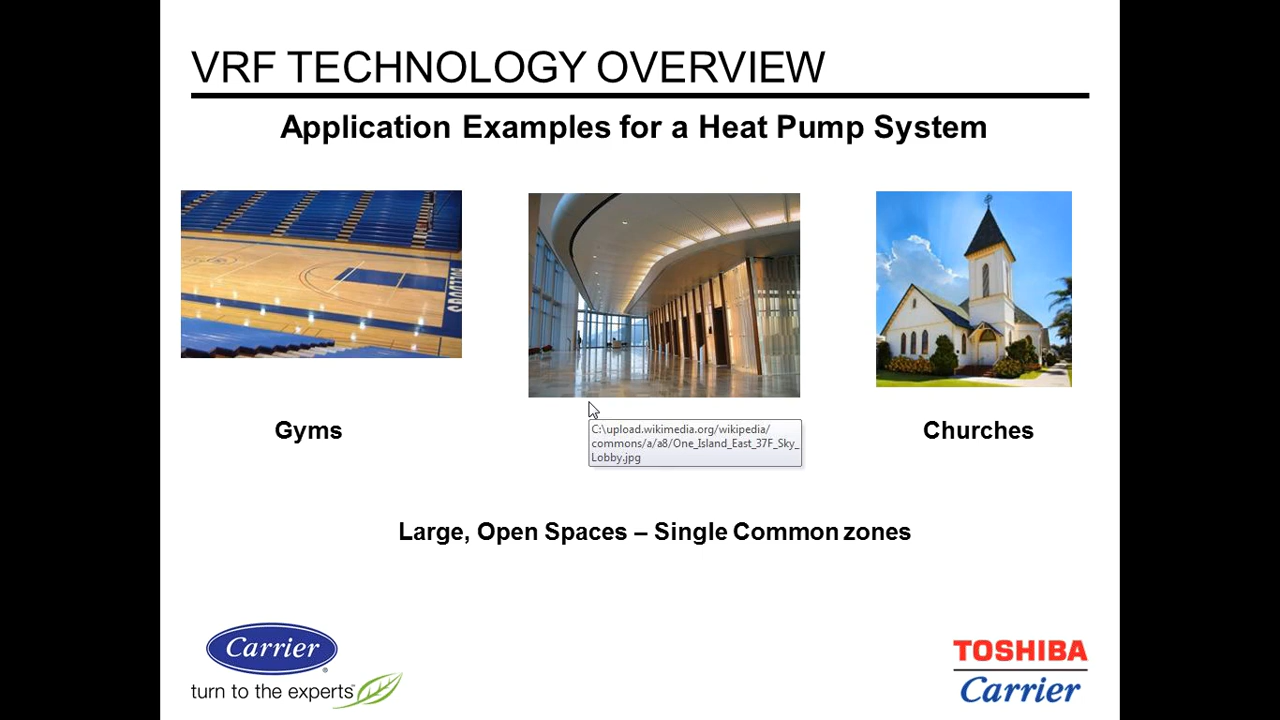 VRF TECHNOLOGY OVERVIEW
Application Examples for a Heat Pump System
Gyms
C:\upload.wikimedia.org/wikipedia/
commons/a/a8/One_Island_East_37F_Sky_
Lobby.jpg
Churches
Large, Open Spaces – Single Common zones
Carrier
®
turn to the experts™
TOSHIBA
Carrier